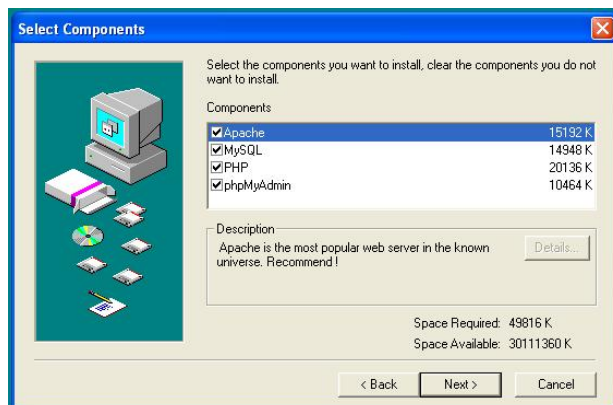 Select Components
Select the components you want to install, clear the components you do not
want to install.
Components
Apache 15192 K
MySQL 14948 K
PHP 20136 K
phpMyAdmin 10464 K
Description
Apache is the most popular web server in the known
universe. Recommend !
Details...
Space Required: 49816 K
Space Available: 30111360 K
< Back Next > Cancel